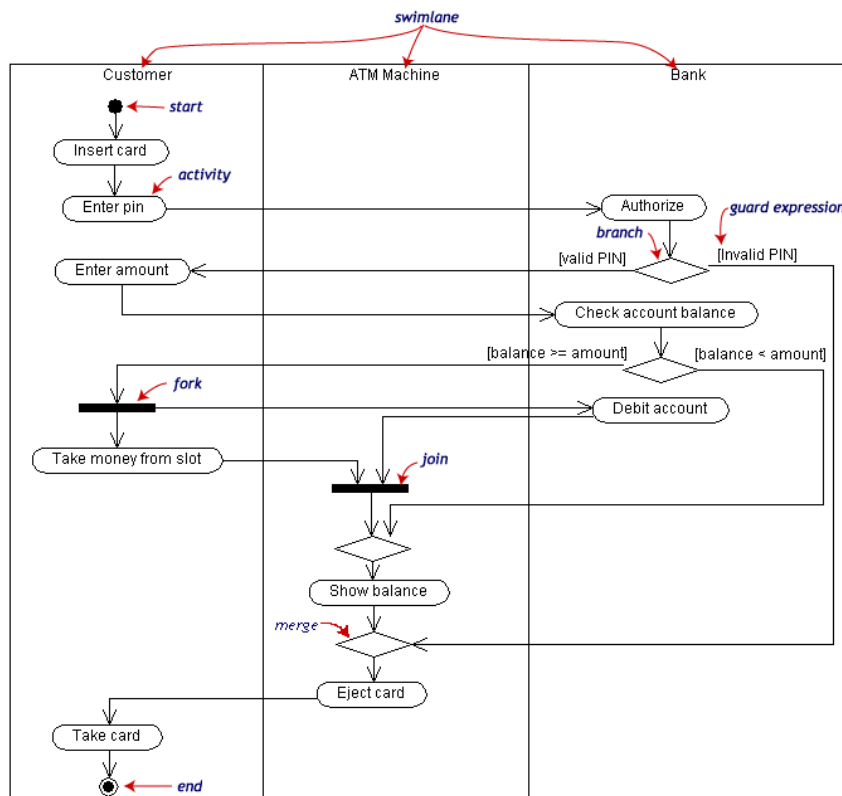 swimlane
Customer
ATM Machine
Bank
start
Insert card
activity
Enter pin
Authorize
guard expression
branch
[valid PIN]
[Invalid PIN]
Enter amount
Check account balance
[balance >= amount]
[balance < amount]
fork
Debit account
Take money from slot
join
Show balance
merge
Eject card
Take card
end